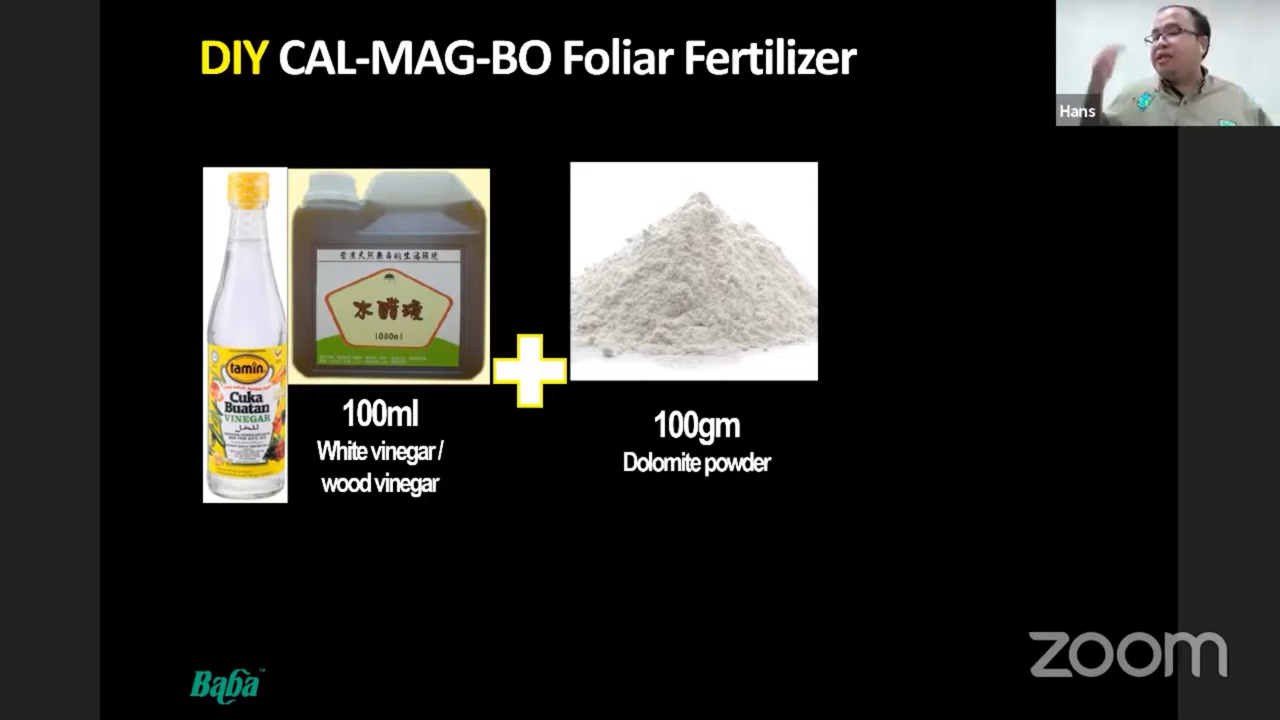 DIY CAL-MAG-BO Foliar Fertilizer
Hans
木醋液
1000ml
tamin
Cuka
Buatan
VINEGAR
100ml
White vinegar /
wood vinegar
100gm
Dolomite powder
Baba™
zoom